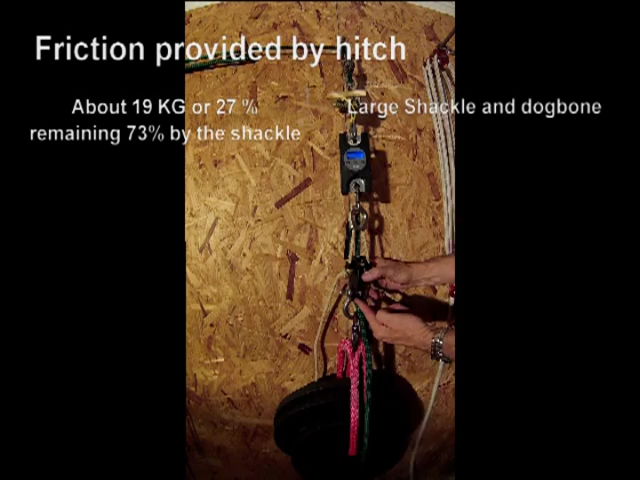 Friction provided by hitch
About 19 KG or 27 %
remaining 73% by the shackle
Large Shackle and dogbone